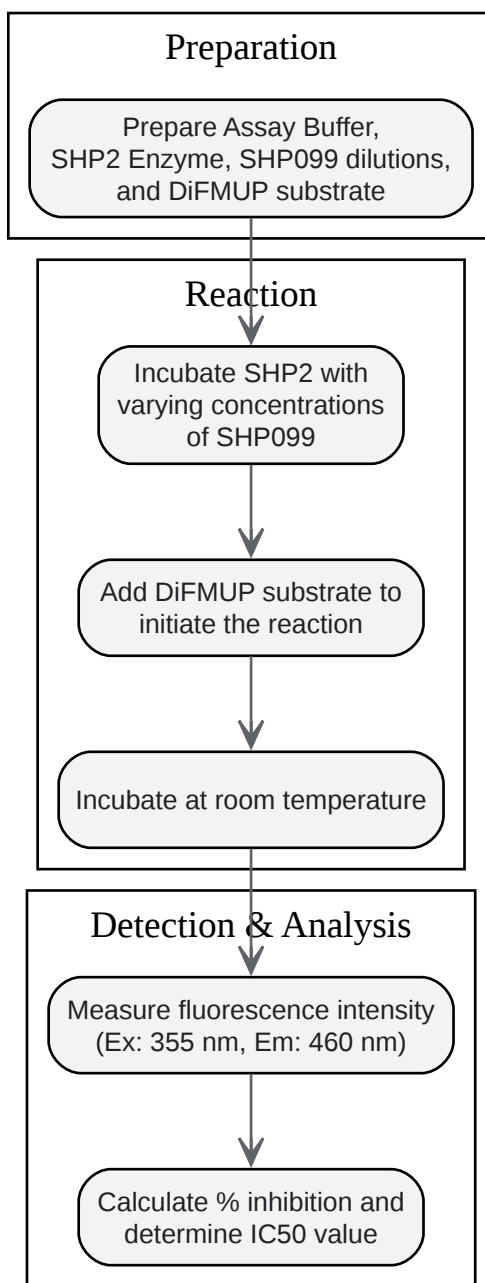 Preparation
Prepare Assay Buffer,
SHP2 Enzyme, SHP099 dilutions,
and DiFMUP substrate
Reaction
Incubate SHP2 with
varying concentrations
of SHP099
Add DiFMUP substrate to
initiate the reaction
Incubate at room temperature
Detection & Analysis
Measure fluorescence intensity
(Ex: 355 nm, Em: 460 nm)
Calculate % inhibition and
determine IC50 value